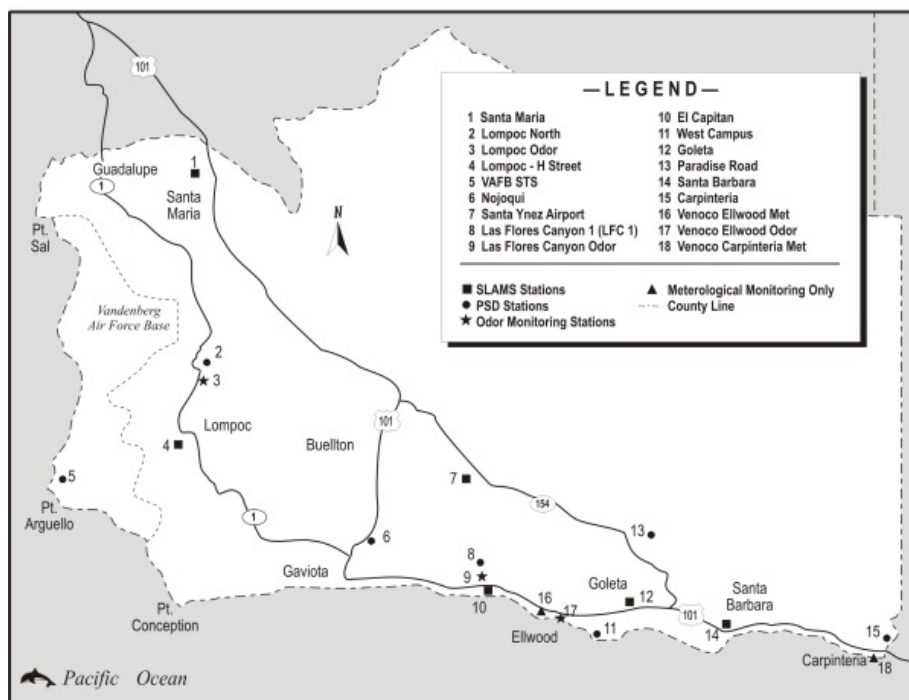 101
—LEGEND—
1 Santa Maria
2 Lompoc North
3 Lompoc Odor
4 Lompoc - H Street
5 VAFB STS
6 Nojoqui
7 Santa Ynez Airport
8 Las Flores Canyon 1 (LFC 1)
9 Las Flores Canyon Odor
10 El Capitan
11 West Campus
12 Goleta
13 Paradise Road
14 Santa Barbara
15 Carpinteria
16 Venoco Ellwood Met
17 Venoco Ellwood Odor
18 Venoco Carpinteria Met
SLAMS Stations
PSD Stations
Odor Monitoring Stations
Meterological Monitoring Only
County Line
Guadalupe
1
1
Santa
Maria
Pt.
Sal
N
Vandenberg
Air Force Base
2
3
Lompoc
4
101
Buellton
5
Pt.
Arguello
7
154
1
6
13
8
Gaviota
9
10
Goleta
12
Santa
Barbara
Pt.
Conception
16
17
Ellwood
11
101
14
15
Carpinteria
18
Pacific Ocean